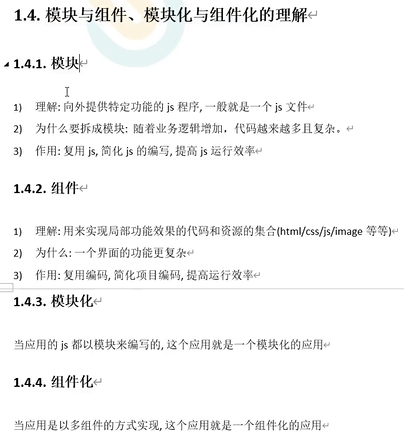 1.4. 模块与组件、模块化与组件化的理解
1.4.1. 模块
1) 理解: 向外提供特定功能的 js 程序, 一般就是一个 js 文件
2) 为什么要拆成模块: 随着业务逻辑增加，代码越来越多且复杂。
3) 作用: 复用 js, 简化 js 的编写, 提高 js 运行效率
1.4.2. 组件
1) 理解: 用来实现局部功能效果的代码和资源的集合(html/css/js/image 等等)
2) 为什么: 一个界面的功能更复杂
3) 作用: 复用编码, 简化项目编码, 提高运行效率
1.4.3. 模块化
当应用的 js 都以模块来编写的, 这个应用就是一个模块化的应用
1.4.4. 组件化
当应用是以多组件的方式实现, 这个应用就是一个组件化的应用